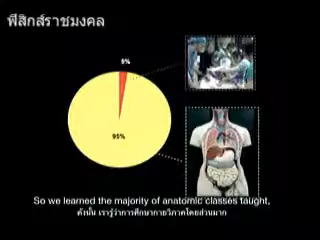 ฟิสิกส์ราชมงคล
5%
95%
So we learned the majority of anatomic classes taught,
ดังนั้น เรารู้ว่าการศึกษากายวิภาคโดยส่วนมาก